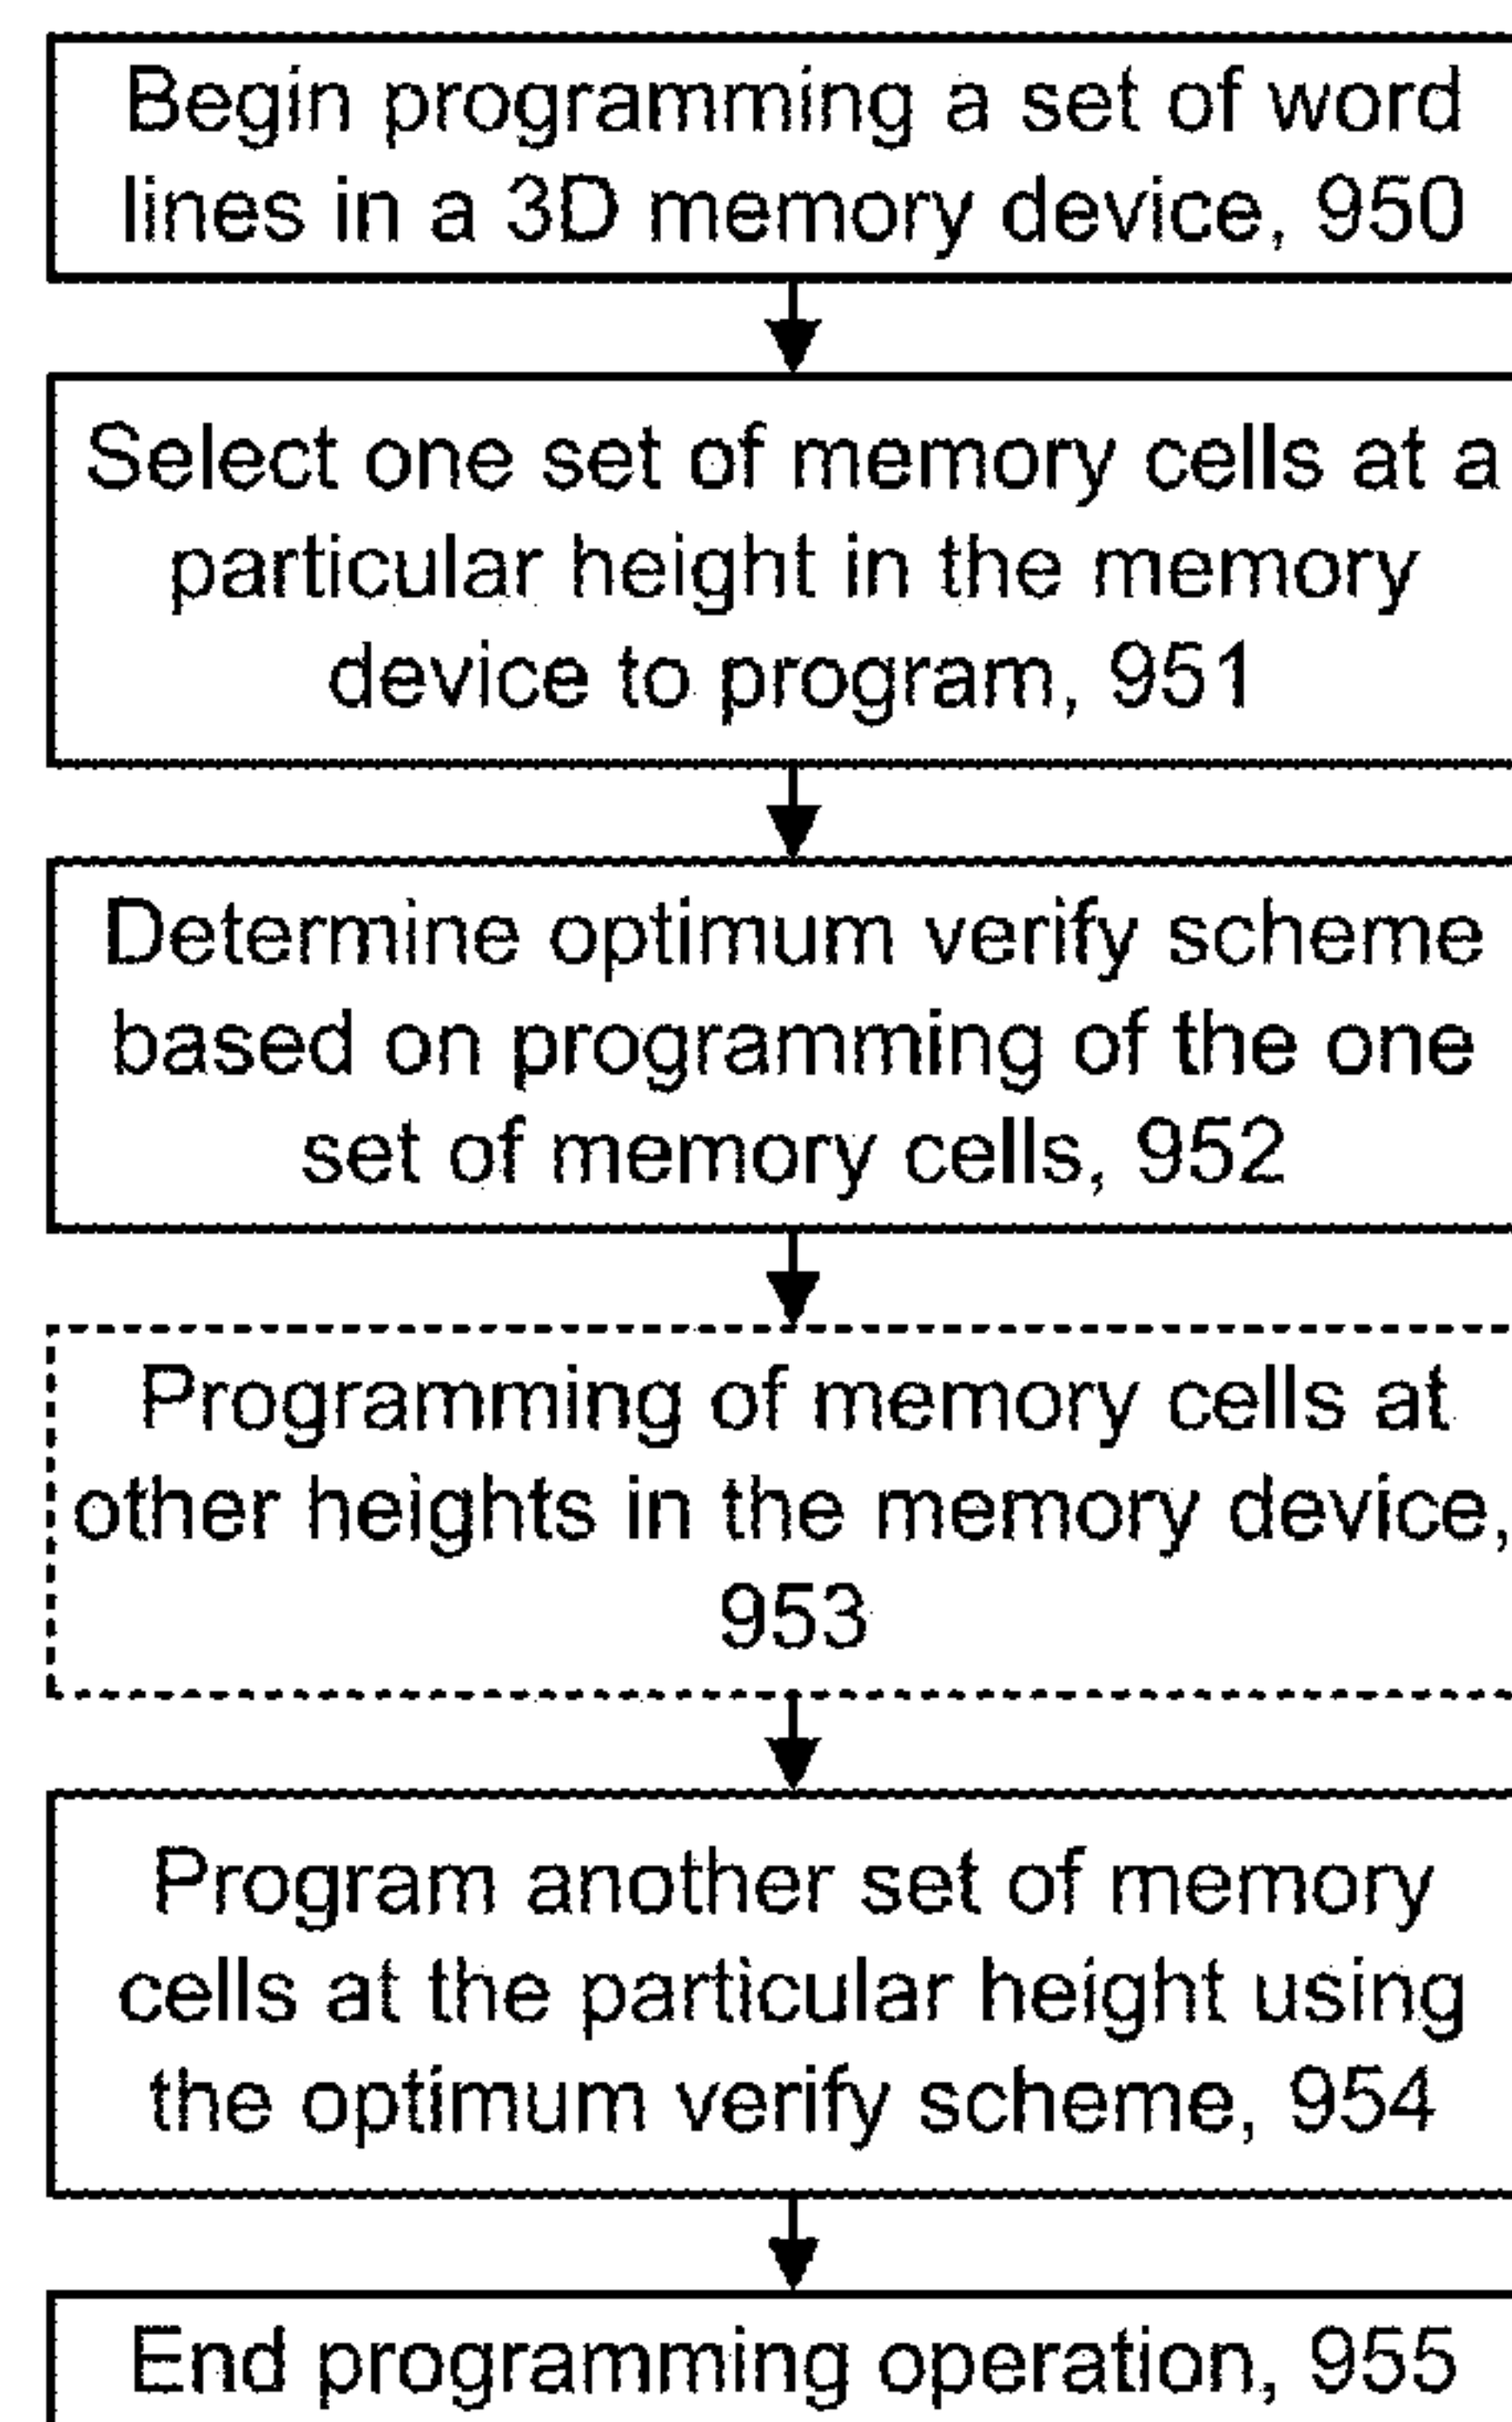 Begin programming a set of word
lines in a 3D memory device, 950
Select one set of memory cells at a
particular height in the memory
device to program, 951
Determine optimum verify scheme
based on programming of the one
set of memory cells, 952
Programming of memory cells at
other heights in the memory device,
953
Program another set of memory
cells at the particular height using
the optimum verify scheme, 954
End programming operation, 955